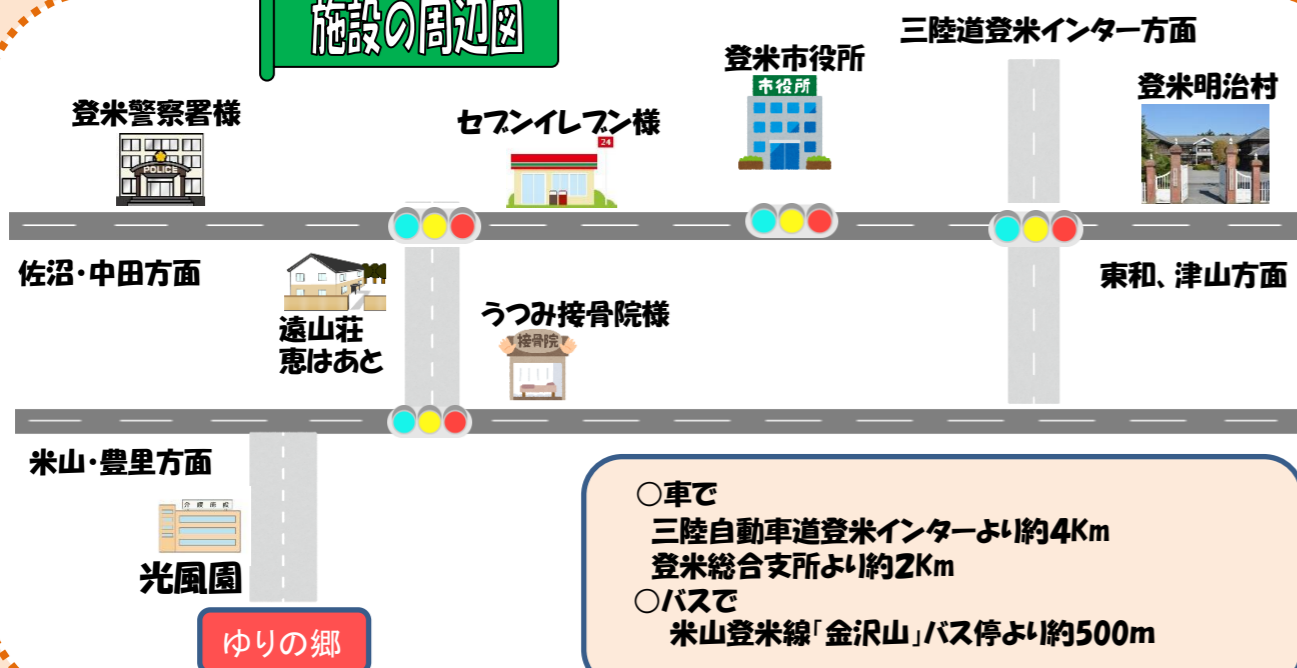 施設の周辺図
三陸道登米インター方面
登米市役所
市役所
登米明治村
登米警察署様
POLICE
セブンイレブン様
24
佐沼・中田方面
東和、津山方面
遠山荘
恵はあと
うつみ接骨院様
接骨院
米山・豊里方面
介護施設
光風園
ゆりの郷
○車で
三陸自動車道登米インターより約4Km
登米総合支所より約2Km
○バスで
米山登米線「金沢山」バス停より約500m